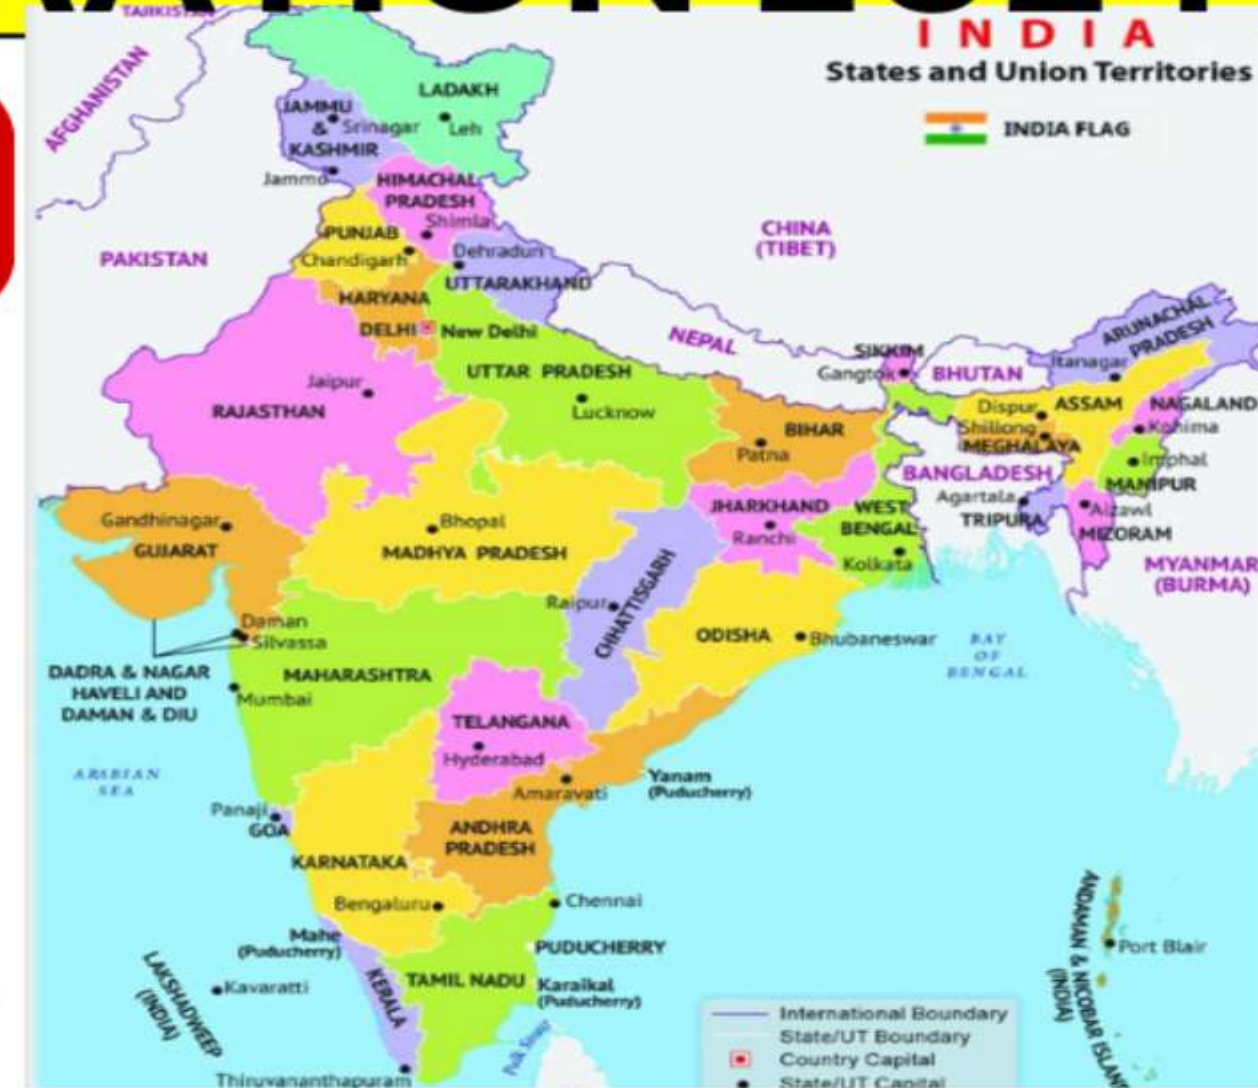 INDIA
States and Union Territories
INDIA FLAG
TAJIKISTAN
AFGHANISTAN
LADAKH
Leh
JAMMU
&
KASHMIR
Srinagar
Jammu
HIMACHAL
PRADESH
Shimla
PUNJAB
Chandigarh
Dehradun
UTTARAKHAND
PAKISTAN
CHINA
(TIBET)
HARYANA
DELHI
New Delhi
NEPAL
UTTAR PRADESH
Lucknow
Jaipur
RAJASTHAN
SIKKIM
Gangtok
BHUTAN
ARUNACHAL
PRADESH
Itanagar
Dispur
ASSAM
NAGALAND
Kohima
Shillong
MEGHALAYA
BIHAR
Patna
BANGLADESH
Imphal
MANIPUR
Agartala
TRIPURA
Aizawl
MIZORAM
MYANMAR
(BURMA)
Gandhinagar
GUJARAT
Bhopal
MADHYA PRADESH
JHARKHAND
Ranchi
WEST
BENGAL
Kolkata
Raipur
CHHATTISGARH
ODISHA
Bhubaneswar
BAY
OF
BENGAL
Daman
Silvassa
DADRA & NAGAR
HAVELI AND
DAMAN & DIU
MAHARASHTRA
Mumbai
TELANGANA
Hyderabad
ARABIAN
SEA
Amaravati
Yanam
(Puducherry)
Panaji
GOA
ANDHRA
PRADESH
KARNATAKA
Bengaluru
Chennai
Mahe
(Puducherry)
PUDUCHERRY
LAKSHADWEEP
(INDIA)
Kavaratti
KERALA
TAMIL NADU
Karaikal
(Puducherry)
Thiruvananthapuram
Palk Strait
ANDAMAN & NICOBAR ISLAN
(INDIA)
Port Blair
International Boundary
State/UT Boundary
Country Capital
State/UT Capital